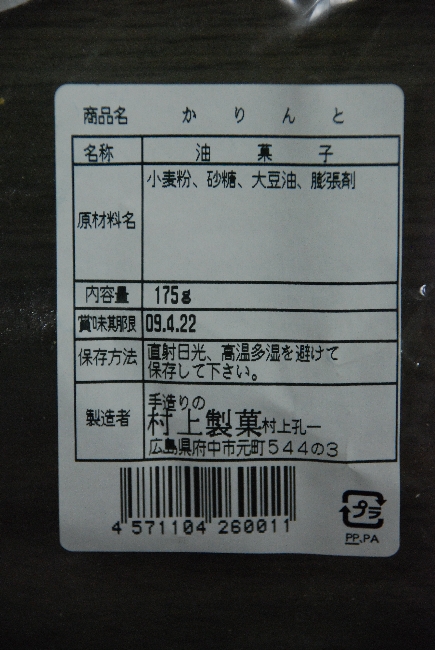 商品名 かりんと
名称 油菓子
原材料名 小麦粉、砂糖、大豆油、膨張剤
内容量 175g
賞味期限 09.4.22
保存方法 直射日光、高温多湿を避けて
保存して下さい。
製造者 手造りの
村上製菓 村上孔一
広島県府中市元町544の3
4 571104 260011
プラ
PP、PA